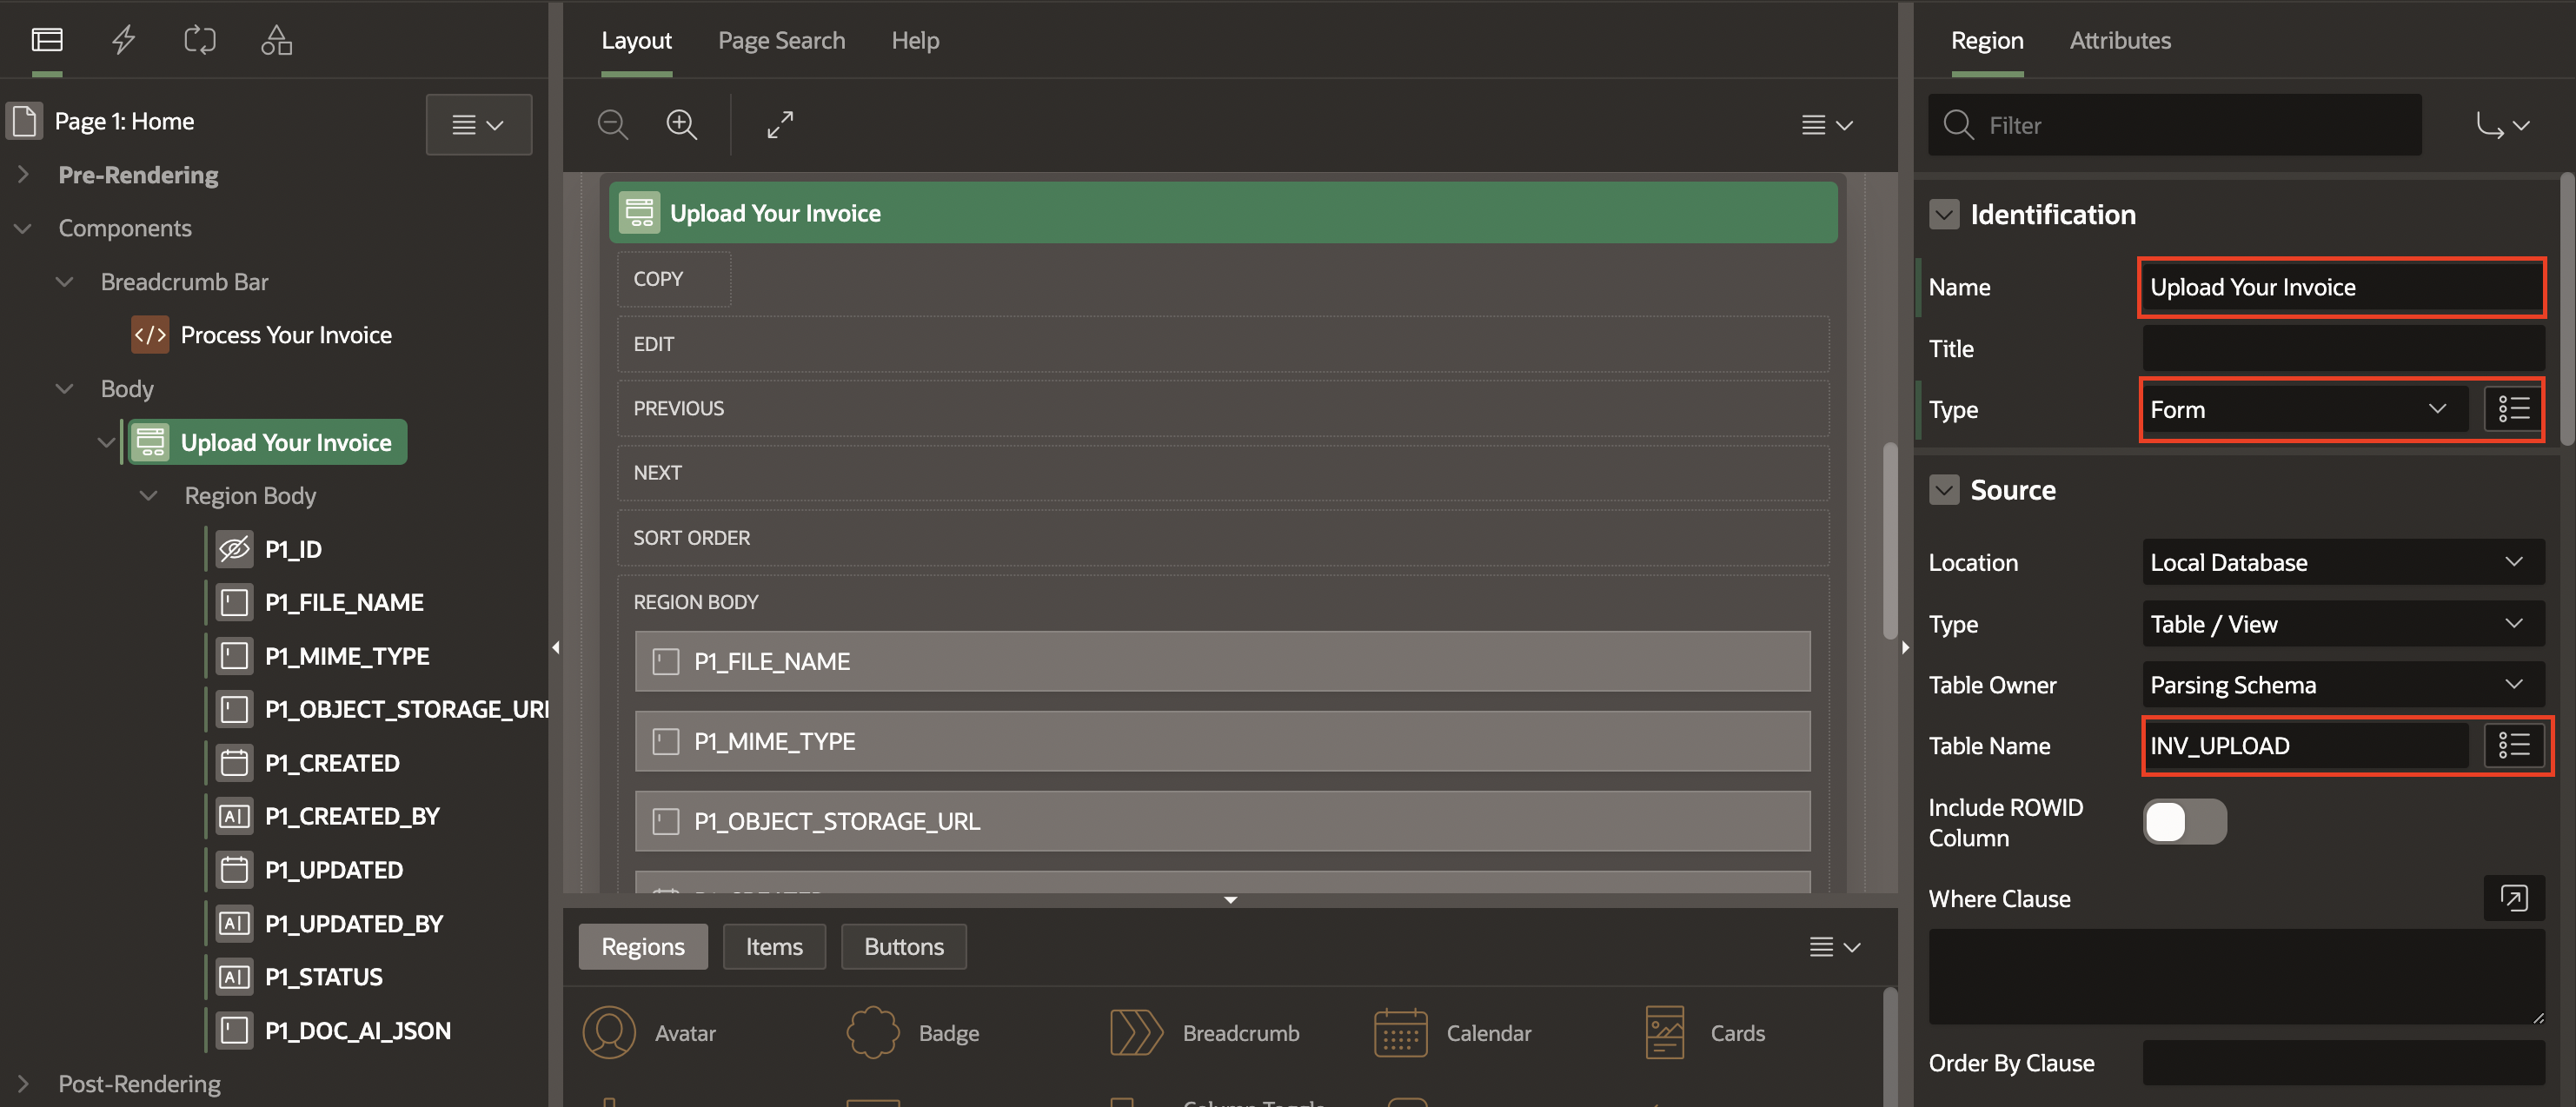 Page 1: Home
Pre-Rendering
Components
Breadcrumb Bar
</> Process Your Invoice
Body
Upload Your Invoice
Region Body
P1_ID
P1_FILE_NAME
P1_MIME_TYPE
P1_OBJECT_STORAGE_URL
P1_CREATED
P1_CREATED_BY
P1_UPDATED
P1_UPDATED_BY
P1_STATUS
P1_DOC_AI_JSON
Post-Rendering
Layout Page Search Help
Upload Your Invoice
COPY
EDIT
PREVIOUS
NEXT
SORT ORDER
REGION BODY
P1_FILE_NAME
P1_MIME_TYPE
P1_OBJECT_STORAGE_URL
Regions Items Buttons
Avatar Badge Breadcrumb Calendar Cards
Region Attributes
Filter
Identification
Name Upload Your Invoice
Title
Type Form
Source
Location Local Database
Type Table / View
Table Owner Parsing Schema
Table Name INV_UPLOAD
Include ROWID
Column
Where Clause
Order By Clause